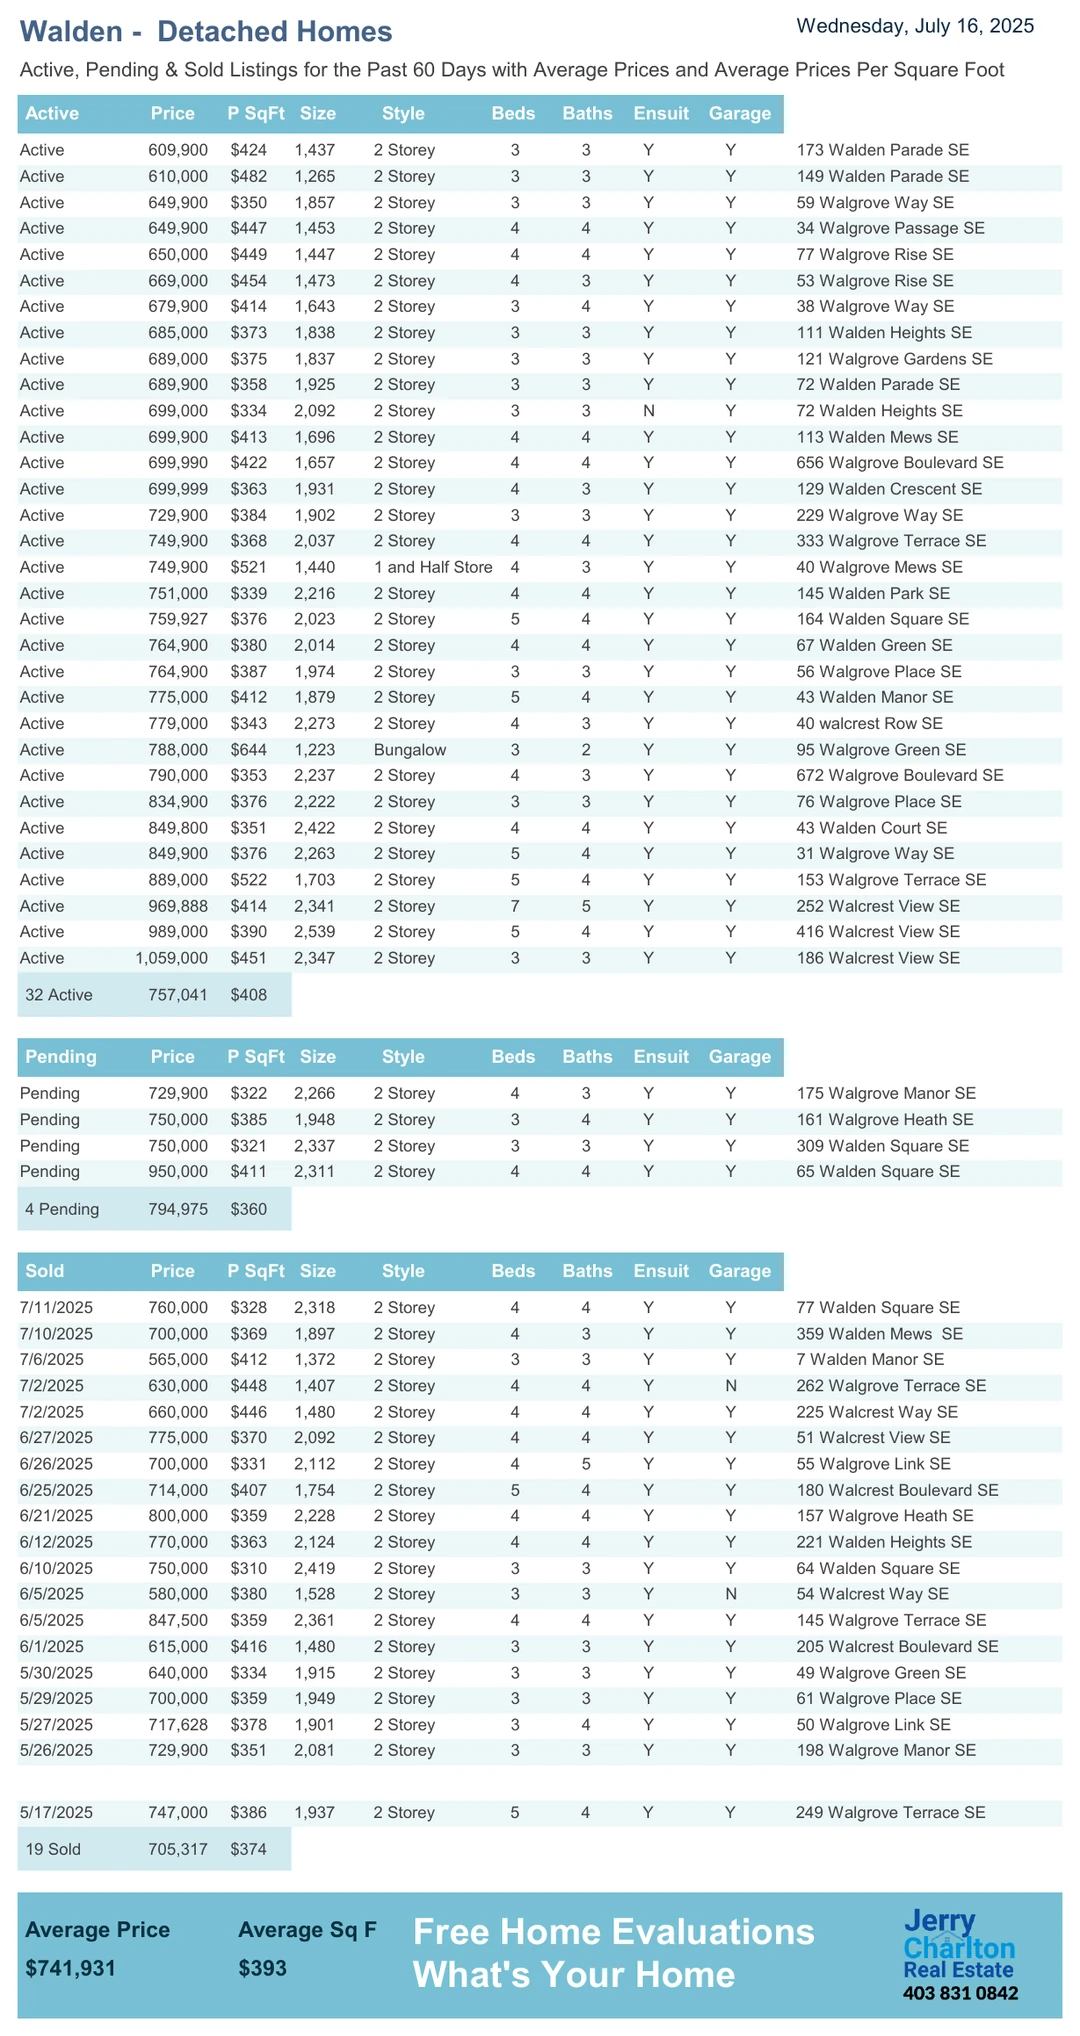 Walden -  Detached Homes Wednesday, July 16, 2025
Active, Pending & Sold Listings for the Past 60 Days with Average Prices and Average Prices Per Square Foot
Active Price P SqFt Size Style Beds Baths Ensuit Garage
Active 609,900 $424 1,437 2 Storey 3 3 Y Y 173 Walden Parade SE
Active 610,000 $482 1,265 2 Storey 3 3 Y Y 149 Walden Parade SE
Active 649,900 $350 1,857 2 Storey 3 3 Y Y 59 Walgrove Way SE
Active 649,900 $447 1,453 2 Storey 4 4 Y Y 34 Walgrove Passage SE
Active 650,000 $449 1,447 2 Storey 4 4 Y Y 77 Walgrove Rise SE
Active 669,000 $454 1,473 2 Storey 4 3 Y Y 53 Walgrove Rise SE
Active 679,900 $414 1,643 2 Storey 3 4 Y Y 38 Walgrove Way SE
Active 685,000 $373 1,838 2 Storey 3 3 Y Y 111 Walden Heights SE
Active 689,000 $375 1,837 2 Storey 3 3 Y Y 121 Walgrove Gardens SE
Active 689,900 $358 1,925 2 Storey 3 3 Y Y 72 Walden Parade SE
Active 699,000 $334 2,092 2 Storey 3 3 N Y 72 Walden Heights SE
Active 699,900 $413 1,696 2 Storey 4 4 Y Y 113 Walden Mews SE
Active 699,990 $422 1,657 2 Storey 4 4 Y Y 656 Walgrove Boulevard SE
Active 699,999 $363 1,931 2 Storey 4 3 Y Y 129 Walden Crescent SE
Active 729,900 $384 1,902 2 Storey 3 3 Y Y 229 Walgrove Way SE
Active 749,900 $368 2,037 2 Storey 4 4 Y Y 333 Walgrove Terrace SE
Active 749,900 $521 1,440 1 and Half Store 4 3 Y Y 40 Walgrove Mews SE
Active 751,000 $339 2,216 2 Storey 4 4 Y Y 145 Walden Park SE
Active 759,927 $376 2,023 2 Storey 5 4 Y Y 164 Walden Square SE
Active 764,900 $380 2,014 2 Storey 4 4 Y Y 67 Walden Green SE
Active 764,900 $387 1,974 2 Storey 3 3 Y Y 56 Walgrove Place SE
Active 775,000 $412 1,879 2 Storey 5 4 Y Y 43 Walden Manor SE
Active 779,000 $343 2,273 2 Storey 4 3 Y Y 40 walcrest Row SE
Active 788,000 $644 1,223 Bungalow 3 2 Y Y 95 Walgrove Green SE
Active 790,000 $353 2,237 2 Storey 4 3 Y Y 672 Walgrove Boulevard SE
Active 834,900 $376 2,222 2 Storey 3 3 Y Y 76 Walgrove Place SE
Active 849,800 $351 2,422 2 Storey 4 4 Y Y 43 Walden Court SE
Active 849,900 $376 2,263 2 Storey 5 4 Y Y 31 Walgrove Way SE
Active 889,000 $522 1,703 2 Storey 5 4 Y Y 153 Walgrove Terrace SE
Active 969,888 $414 2,341 2 Storey 7 5 Y Y 252 Walcrest View SE
Active 989,000 $390 2,539 2 Storey 5 4 Y Y 416 Walcrest View SE
Active 1,059,000 $451 2,347 2 Storey 3 3 Y Y 186 Walcrest View SE
32 Active 757,041 $408
Pending Price P SqFt Size Style Beds Baths Ensuit Garage
Pending 729,900 $322 2,266 2 Storey 4 3 Y Y 175 Walgrove Manor SE
Pending 750,000 $385 1,948 2 Storey 3 4 Y Y 161 Walgrove Heath SE
Pending 750,000 $321 2,337 2 Storey 3 3 Y Y 309 Walden Square SE
Pending 950,000 $411 2,311 2 Storey 4 4 Y Y 65 Walden Square SE
4 Pending 794,975 $360
Sold Price P SqFt Size Style Beds Baths Ensuit Garage
7/11/2025 760,000 $328 2,318 2 Storey 4 4 Y Y 77 Walden Square SE
7/10/2025 700,000 $369 1,897 2 Storey 4 3 Y Y 359 Walden Mews  SE
7/6/2025 565,000 $412 1,372 2 Storey 3 3 Y Y 7 Walden Manor SE
7/2/2025 630,000 $448 1,407 2 Storey 4 4 Y N 262 Walgrove Terrace SE
7/2/2025 660,000 $446 1,480 2 Storey 4 4 Y Y 225 Walcrest Way SE
6/27/2025 775,000 $370 2,092 2 Storey 4 4 Y Y 51 Walcrest View SE
6/26/2025 700,000 $331 2,112 2 Storey 4 5 Y Y 55 Walgrove Link SE
6/25/2025 714,000 $407 1,754 2 Storey 5 4 Y Y 180 Walcrest Boulevard SE
6/21/2025 800,000 $359 2,228 2 Storey 4 4 Y Y 157 Walgrove Heath SE
6/12/2025 770,000 $363 2,124 2 Storey 4 4 Y Y 221 Walden Heights SE
6/10/2025 750,000 $310 2,419 2 Storey 3 3 Y Y 64 Walden Square SE
6/5/2025 580,000 $380 1,528 2 Storey 3 3 Y N 54 Walcrest Way SE
6/5/2025 847,500 $359 2,361 2 Storey 4 4 Y Y 145 Walgrove Terrace SE
6/1/2025 615,000 $416 1,480 2 Storey 3 3 Y Y 205 Walcrest Boulevard SE
5/30/2025 640,000 $334 1,915 2 Storey 3 3 Y Y 49 Walgrove Green SE
5/29/2025 700,000 $359 1,949 2 Storey 3 3 Y Y 61 Walgrove Place SE
5/27/2025 717,628 $378 1,901 2 Storey 3 4 Y Y 50 Walgrove Link SE
5/26/2025 729,900 $351 2,081 2 Storey 3 3 Y Y 198 Walgrove Manor SE
5/17/2025 747,000 $386 1,937 2 Storey 5 4 Y Y 249 Walgrove Terrace SE
19 Sold 705,317 $374
Average Price Average Sq F
$741,931 $393
Free Home Evaluations
What's Your Home
Jerry
Charlton
Real Estate
403 831 0842